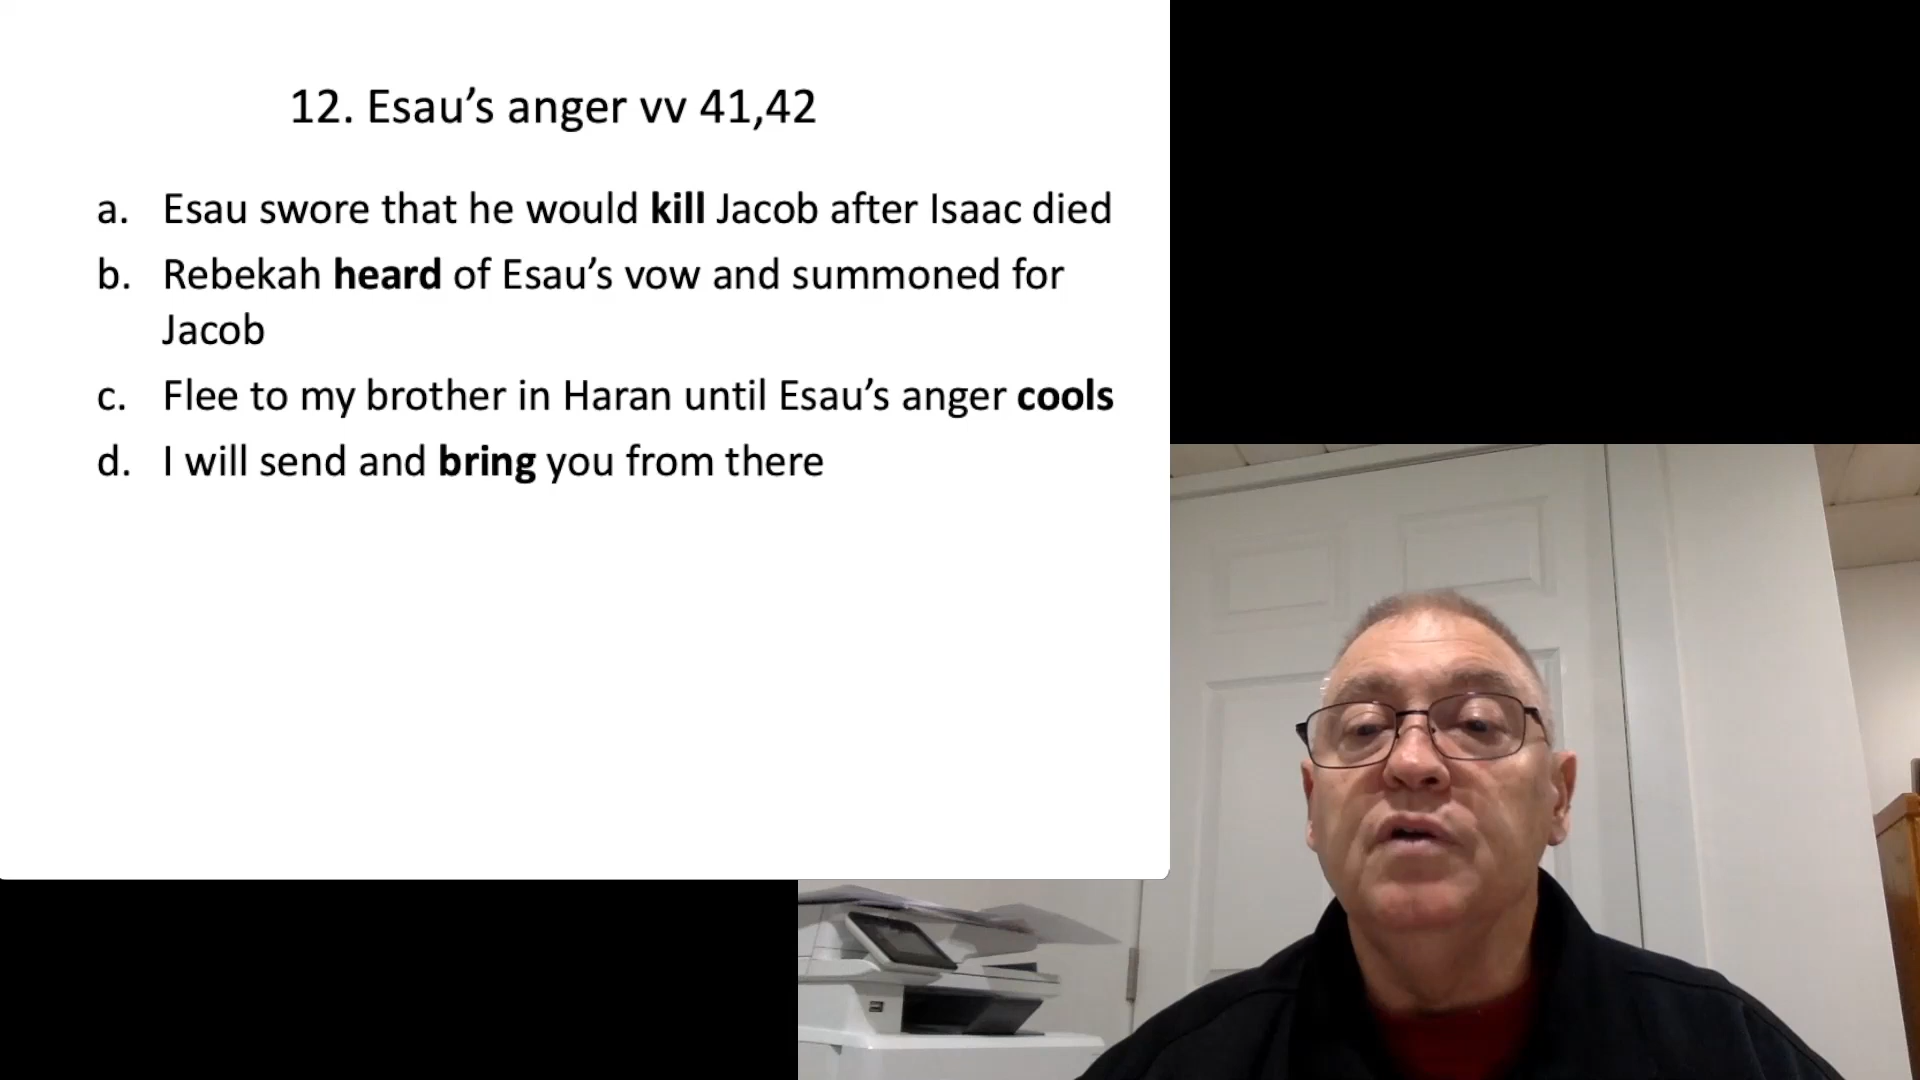 12. Esau’s anger vv 41,42
a. Esau swore that he would kill Jacob after Isaac died
b. Rebekah heard of Esau’s vow and summoned for
Jacob
c. Flee to my brother in Haran until Esau’s anger cools
d. I will send and bring you from there